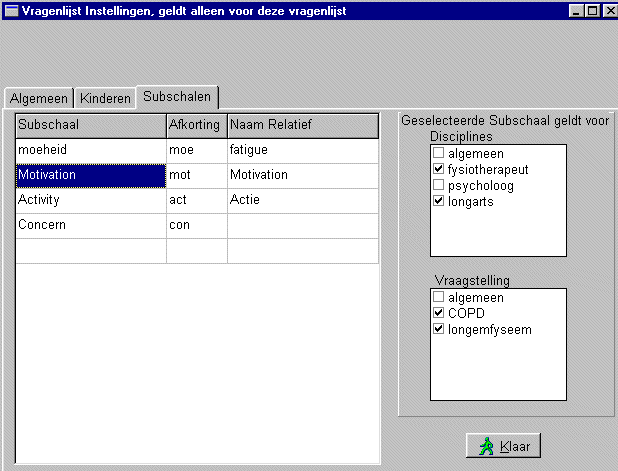 Vragenlijst Instellingen, geldt alleen voor deze vragenlijst
Algemeen Kinderen Subschalen
Subschaal Afkorting Naam Relatief
moeheid moe fatigue
Motivation mot Motivation
Activity act Actie
Concern con
Geselecteerde Subschaal geldt voor
Disciplines
algemeen
fysiotherapeut
psycholoog
longarts
Vraagstelling
algemeen
COPD
longemfyseem
Klaar